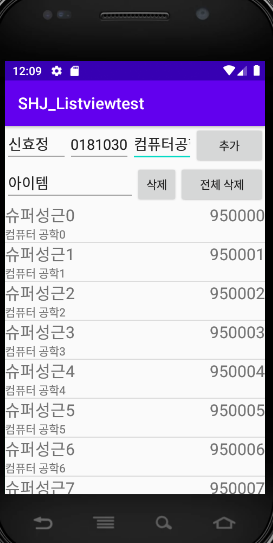 12:09
SHJ_Listviewtest
신효정 0181030 컴퓨터공 추가
아이템 삭제 전체 삭제
슈퍼성근0 950000
컴퓨터 공학0
슈퍼성근1 950001
컴퓨터 공학1
슈퍼성근2 950002
컴퓨터 공학2
슈퍼성근3 950003
컴퓨터 공학3
슈퍼성근4 950004
컴퓨터 공학4
슈퍼성근5 950005
컴퓨터 공학5
슈퍼성근6 950006
컴퓨터 공학6
슈퍼성근7 950007